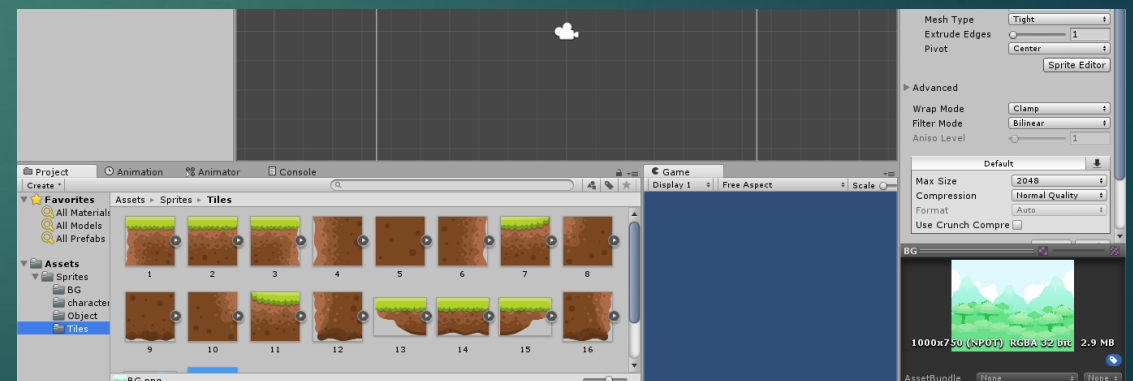 Mesh Type Tight
Extrude Edges 1
Pivot Center
Sprite Editor
Advanced
Wrap Mode Clamp
Filter Mode Bilinear
Aniso Level 1
Default
Max Size 2048
Compression Normal Quality
Format Auto
Use Crunch Compre
Project Animation Animator Console
Create
Favorites
All Materials
All Models
All Prefabs
Assets
Sprites
BG
character
Object
Tiles
Assets Sprites Tiles
1 2 3 4 5 6 7 8
9 10 11 12 13 14 15 16
BG.png
Game
Display 1 Free Aspect Scale
BG
1000x750 (NPOT) RGBA 32 bit 2.9 MB
AssetBundle None None